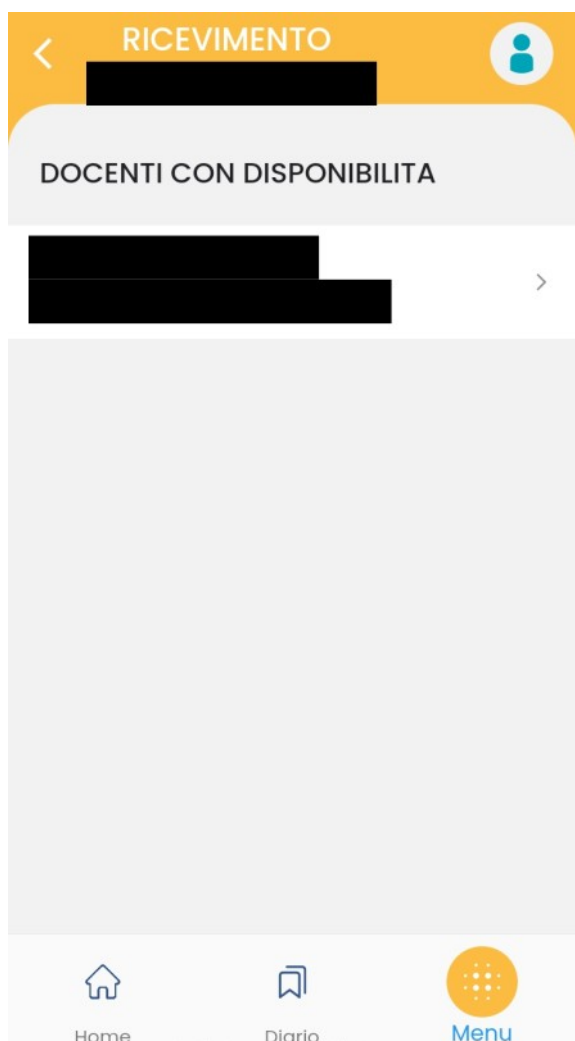 RICEVIMENTO
DOCENTI CON DISPONIBILITA
Home
Diario
Menu